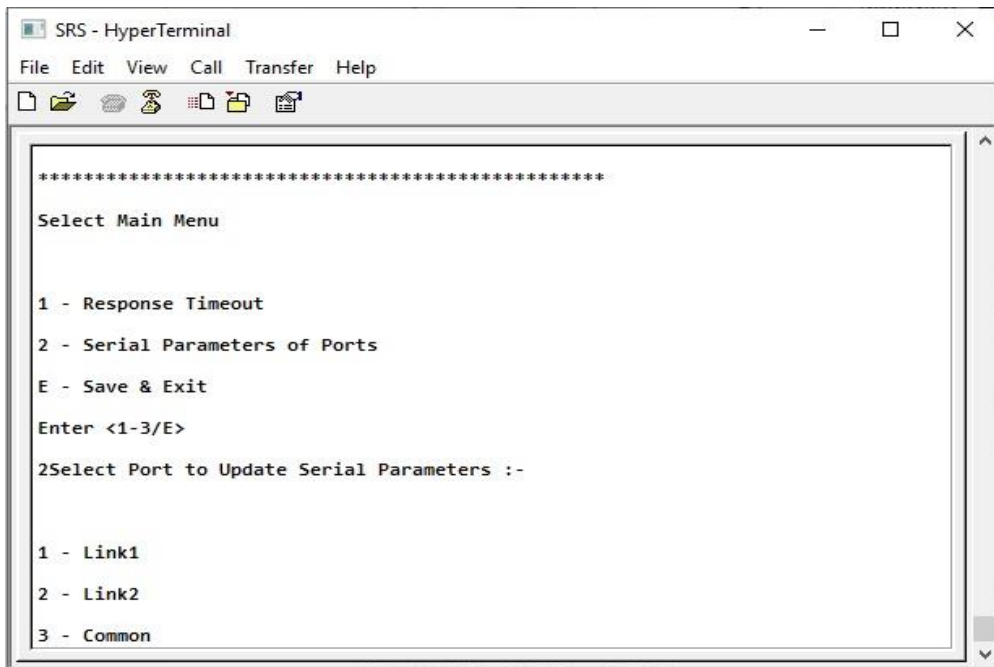 SRS - HyperTerminal
File Edit View Call Transfer Help
**************************************************
Select Main Menu
1 - Response Timeout
2 - Serial Parameters of Ports
E - Save & Exit
Enter <1-3/E>
2Select Port to Update Serial Parameters :-
1 - Link1
2 - Link2
3 - Common